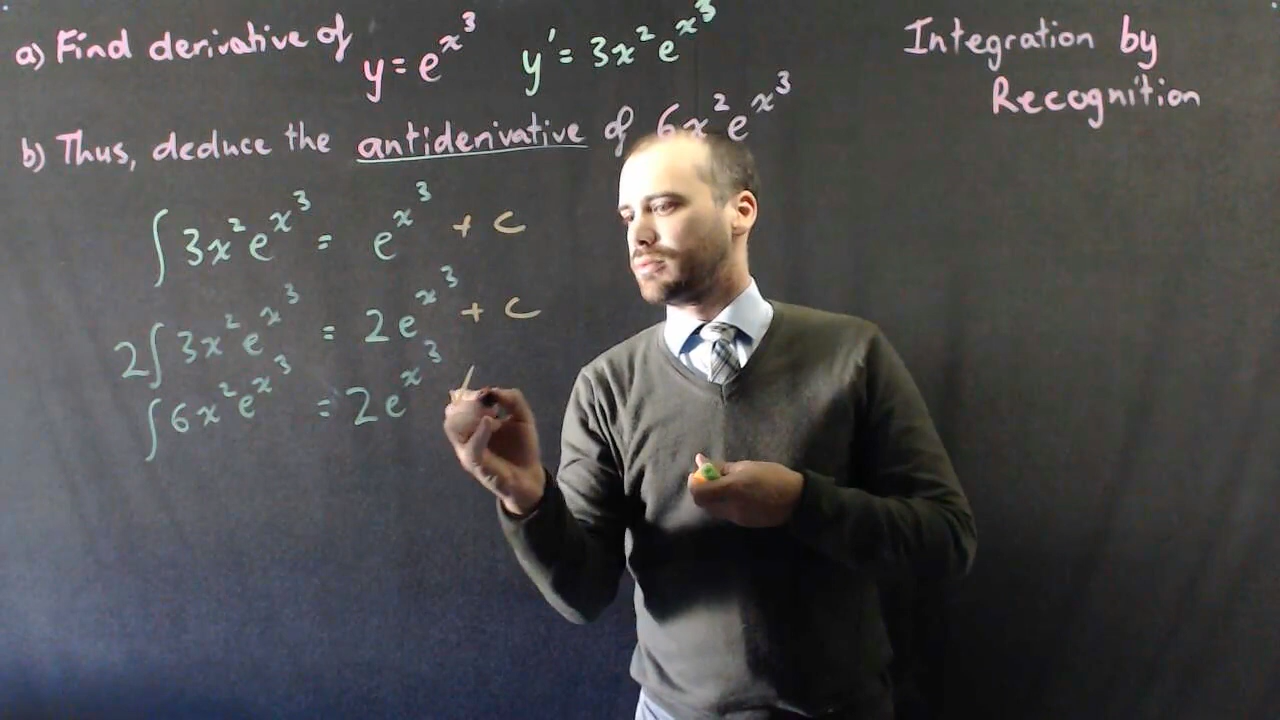 a) Find derivative of y = e^x^3 y' = 3x^2 e^x^3
Integration by
Recognition
b) Thus, deduce the antiderivative of 6x^2 e^x^3
∫ 3x^2 e^x^3 = e^x^3 + c
2∫ 3x^2 e^x^3 = 2e^x^3 + c
∫ 6x^2 e^x^3 = 2e^x^3